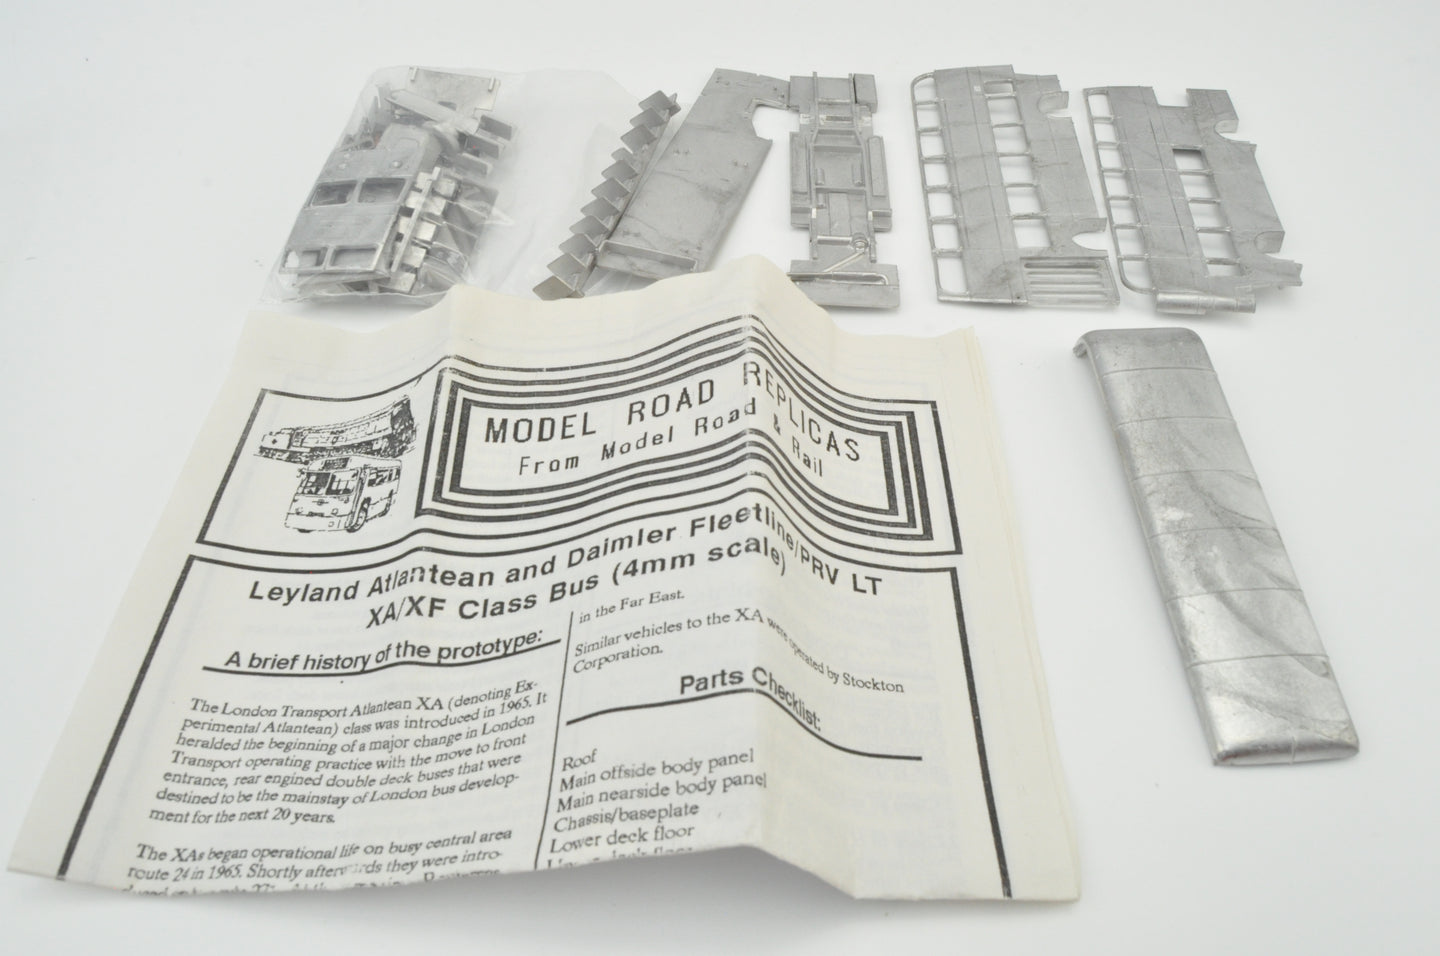 MODEL ROAD REPLICAS
From Model Road & Rail
Leyland Atlantean and Daimler Fleetline/PRV LT
XA/XF Class Bus (4mm scale)
A brief history of the prototype:
The London Transport Atlantean XA (denoting Ex-
perimental Atlantean) class was introduced in 1965. It
heralded the beginning of a major change in London
Transport operating practice with the move to front
entrance, rear engined double deck buses that were
destined to be the mainstay of London bus develop-
ment for the next 20 years.
The XAs began operational life on busy central area
route 24 in 1965. Shortly afterwards they were intro-
in the Far East.
Similar vehicles to the XA were operated by Stockton
Corporation.
Parts Checklist:
Roof
Main offside body panel
Main nearside body panel
Chassis/baseplate
Lower deck floor